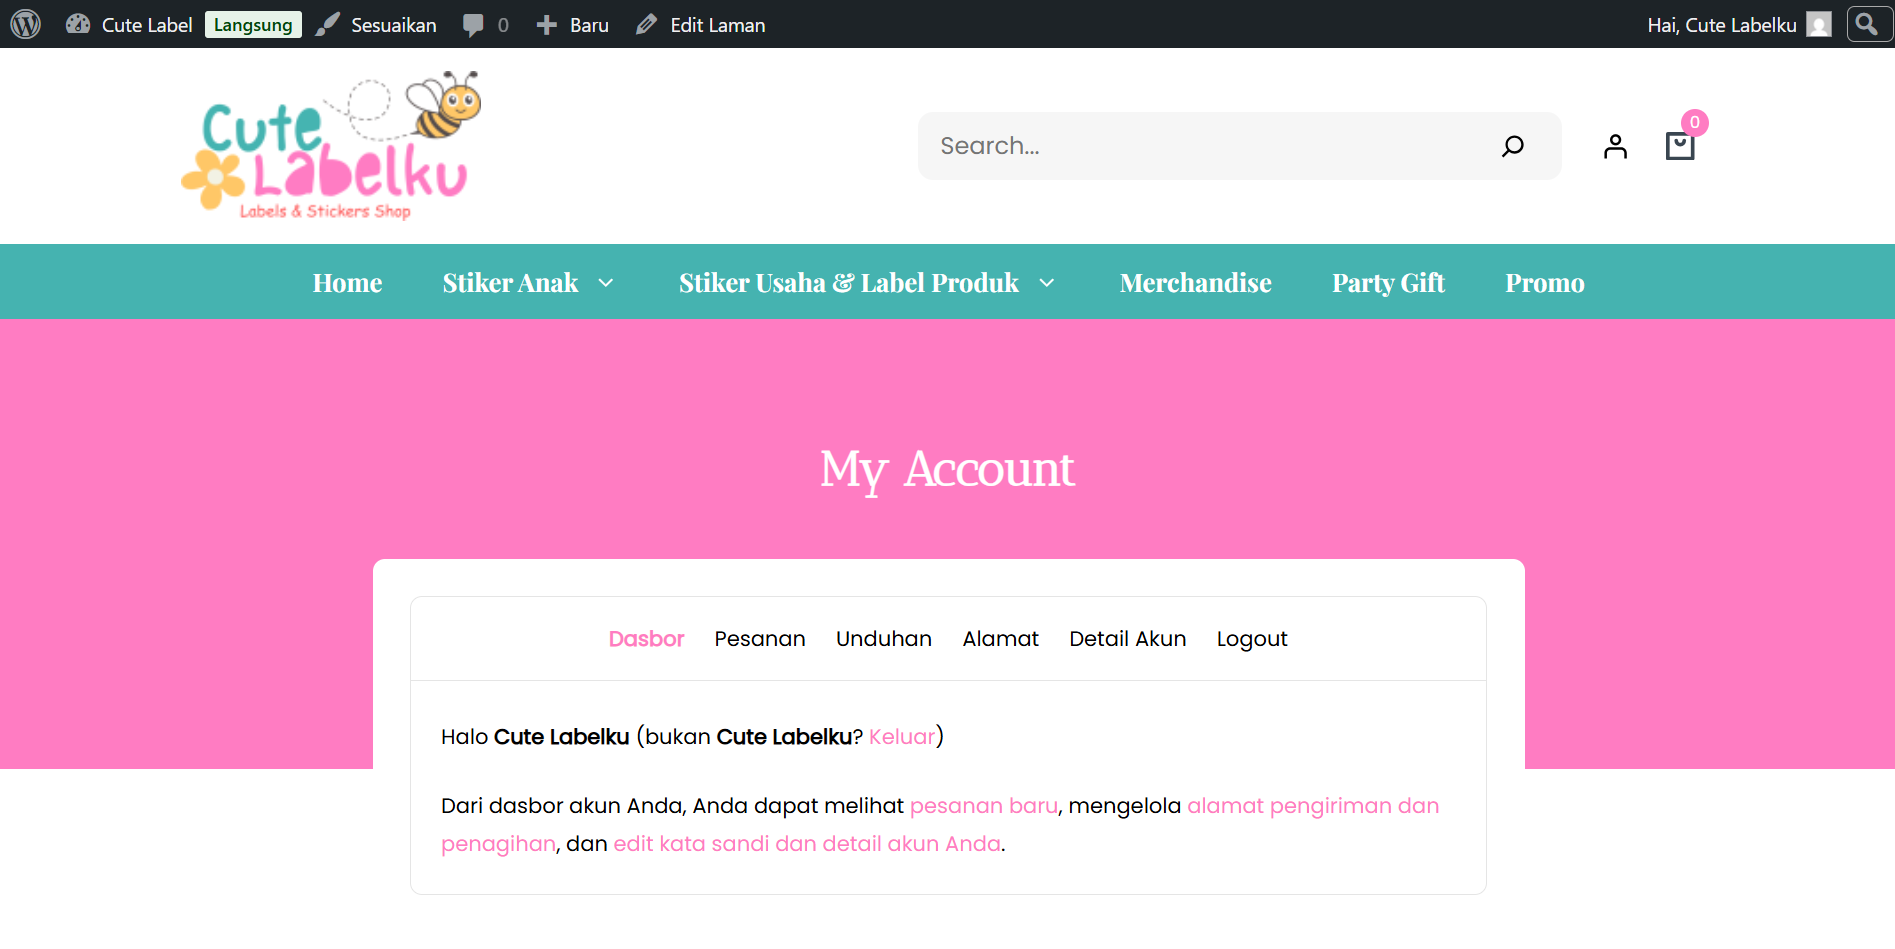 Cute Label Langsung Sesuaikan 0 Baru Edit Laman Hai, Cute Labelku
Cute
Labelku
Labels & Stickers Shop
Search...
0
Home Stiker Anak Stiker Usaha & Label Produk Merchandise Party Gift Promo
My Account
Dasbor Pesanan Unduhan Alamat Detail Akun Logout
Halo Cute Labelku (bukan Cute Labelku? Keluar)
Dari dasbor akun Anda, Anda dapat melihat pesanan baru, mengelola alamat pengiriman dan
penagihan, dan edit kata sandi dan detail akun Anda.